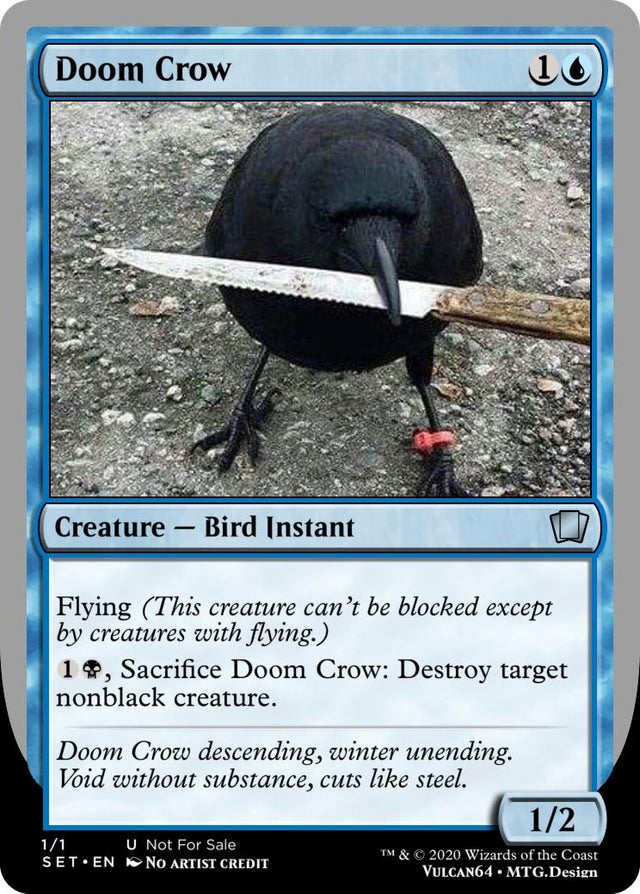 Doom Crow 1
Creature — Bird Instant
Flying (This creature can't be blocked except
by creatures with flying.)
1, Sacrifice Doom Crow: Destroy target
nonblack creature.
Doom Crow descending, winter unending.
Void without substance, cuts like steel.
1/2
1/1 U Not For Sale
SET • EN NO ARTIST CREDIT
™ & © 2020 Wizards of the Coast
VULCAN64 • MTG.Design